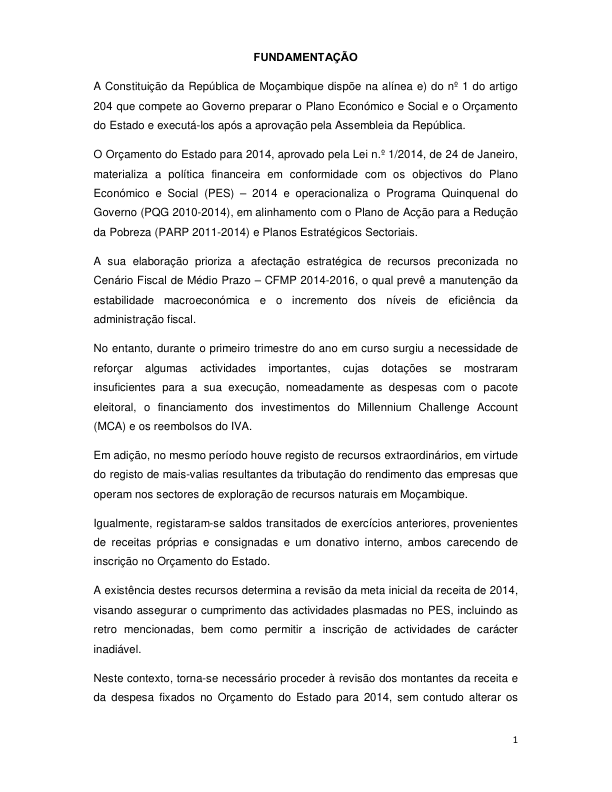 FUNDAMENTAÇÃO
A Constituição da República de Moçambique dispõe na alínea e) do nº 1 do artigo
204 que compete ao Governo preparar o Plano Económico e Social e o Orçamento
do Estado e executá-los após a aprovação pela Assembleia da República.
O Orçamento do Estado para 2014, aprovado pela Lei n.º 1/2014, de 24 de Janeiro,
materializa a política financeira em conformidade com os objectivos do Plano
Económico e Social (PES) – 2014 e operacionaliza o Programa Quinquenal do
Governo (PQG 2010-2014), em alinhamento com o Plano de Acção para a Redução
da Pobreza (PARP 2011-2014) e Planos Estratégicos Sectoriais.
A sua elaboração prioriza a afectação estratégica de recursos preconizada no
Cenário Fiscal de Médio Prazo – CFMP 2014-2016, o qual prevê a manutenção da
estabilidade macroeconómica e o incremento dos níveis de eficiência da
administração fiscal.
No entanto, durante o primeiro trimestre do ano em curso surgiu a necessidade de
reforçar algumas actividades importantes, cujas dotações se mostraram
insuficientes para a sua execução, nomeadamente as despesas com o pacote
eleitoral, o financiamento dos investimentos do Millennium Challenge Account
(MCA) e os reembolsos do IVA.
Em adição, no mesmo período houve registo de recursos extraordinários, em virtude
do registo de mais-valias resultantes da tributação do rendimento das empresas que
operam nos sectores de exploração de recursos naturais em Moçambique.
Igualmente, registaram-se saldos transitados de exercícios anteriores, provenientes
de receitas próprias e consignadas e um donativo interno, ambos carecendo de
inscrição no Orçamento do Estado.
A existência destes recursos determina a revisão da meta inicial da receita de 2014,
visando assegurar o cumprimento das actividades plasmadas no PES, incluindo as
retro mencionadas, bem como permitir a inscrição de actividades de carácter
inadiável.
Neste contexto, torna-se necessário proceder à revisão dos montantes da receita e
da despesa fixados no Orçamento do Estado para 2014, sem contudo alterar os
1